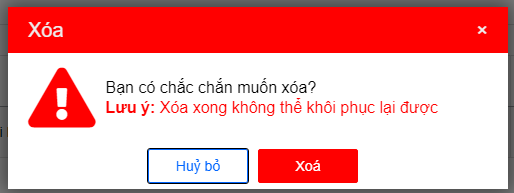 Xóa
×
Bạn có chắc chắn muốn xóa?
Lưu ý: Xóa xong không thể khôi phục lại được
Huỷ bỏ
Xoá